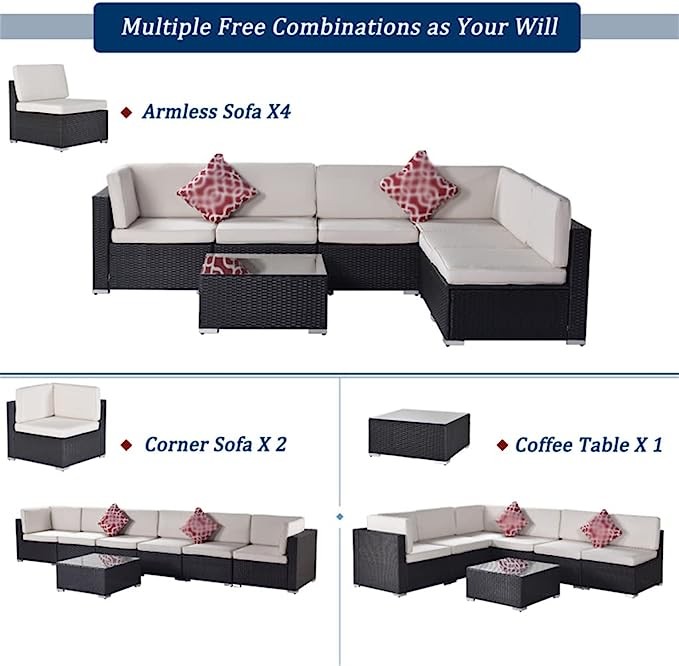 Multiple Free Combinations as Your Will
Armless Sofa X4
Corner Sofa X 2
Coffee Table X 1